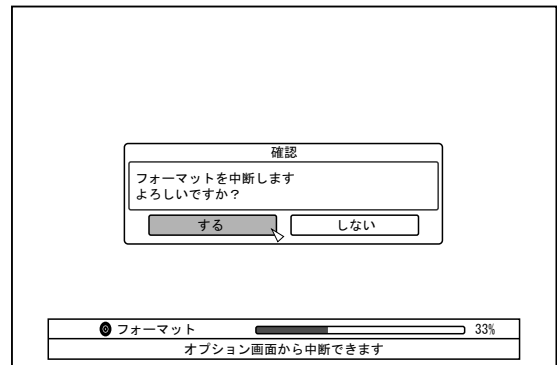 確認
フォーマットを中断します
よろしいですか？
する
しない
フォーマット 33%
オプション画面から中断できます